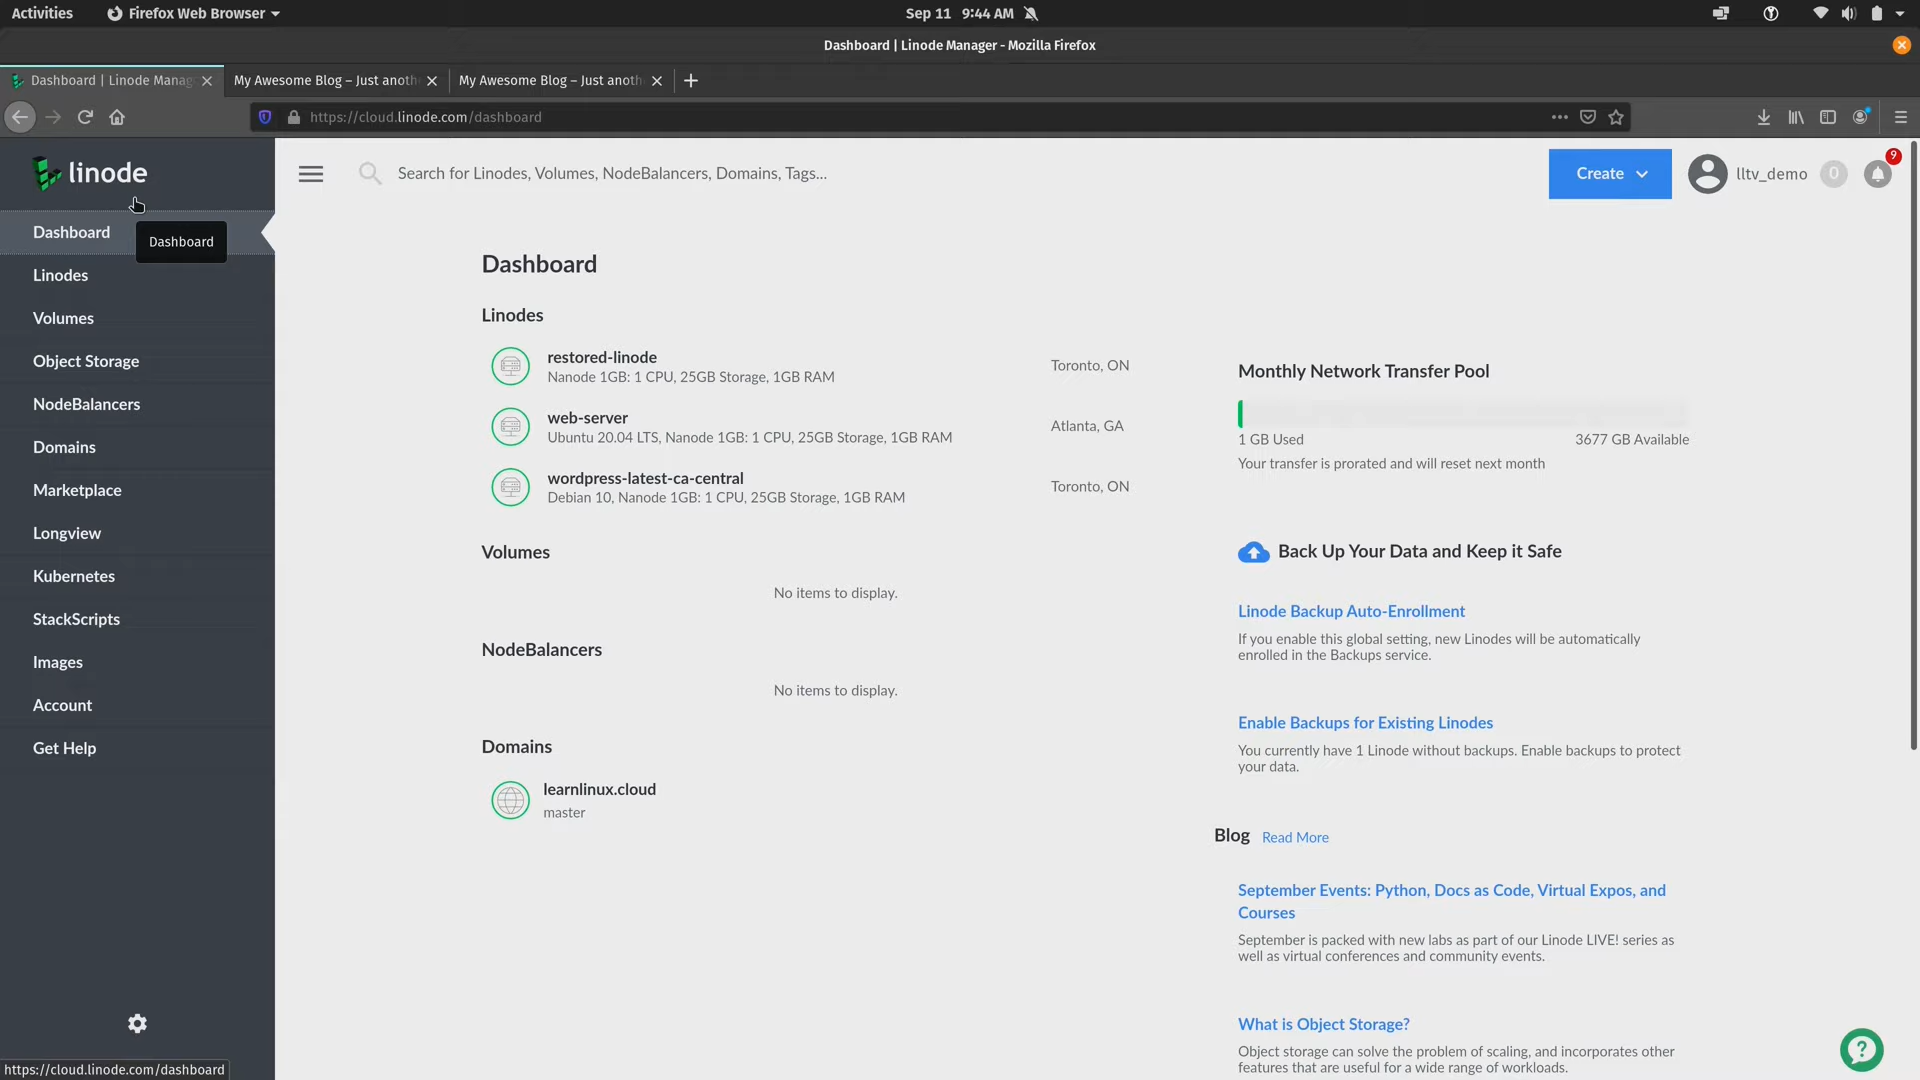 Activities
Firefox Web Browser
Sep 11 9:44 AM
Dashboard | Linode Manager - Mozilla Firefox
Dashboard | Linode Manag
My Awesome Blog – Just anoth
My Awesome Blog – Just anoth
https://cloud.linode.com/dashboard
linode
Search for Linodes, Volumes, NodeBalancers, Domains, Tags...
Create
lltv_demo
0
9
Dashboard
Dashboard
Linodes
Volumes
Object Storage
NodeBalancers
Domains
Marketplace
Longview
Kubernetes
StackScripts
Images
Account
Get Help
Dashboard
Linodes
restored-linode
Nanode 1GB: 1 CPU, 25GB Storage, 1GB RAM
Toronto, ON
web-server
Ubuntu 20.04 LTS, Nanode 1GB: 1 CPU, 25GB Storage, 1GB RAM
Atlanta, GA
wordpress-latest-ca-central
Debian 10, Nanode 1GB: 1 CPU, 25GB Storage, 1GB RAM
Toronto, ON
Volumes
No items to display.
NodeBalancers
No items to display.
Domains
learnlinux.cloud
master
Monthly Network Transfer Pool
1 GB Used
3677 GB Available
Your transfer is prorated and will reset next month
Back Up Your Data and Keep it Safe
Linode Backup Auto-Enrollment
If you enable this global setting, new Linodes will be automatically
enrolled in the Backups service.
Enable Backups for Existing Linodes
You currently have 1 Linode without backups. Enable backups to protect
your data.
Blog Read More
September Events: Python, Docs as Code, Virtual Expos, and
Courses
September is packed with new labs as part of our Linode LIVE! series as
well as virtual conferences and community events.
What is Object Storage?
Object storage can solve the problem of scaling, and incorporates other
features that are useful for a wide range of workloads.
https://cloud.linode.com/dashboard